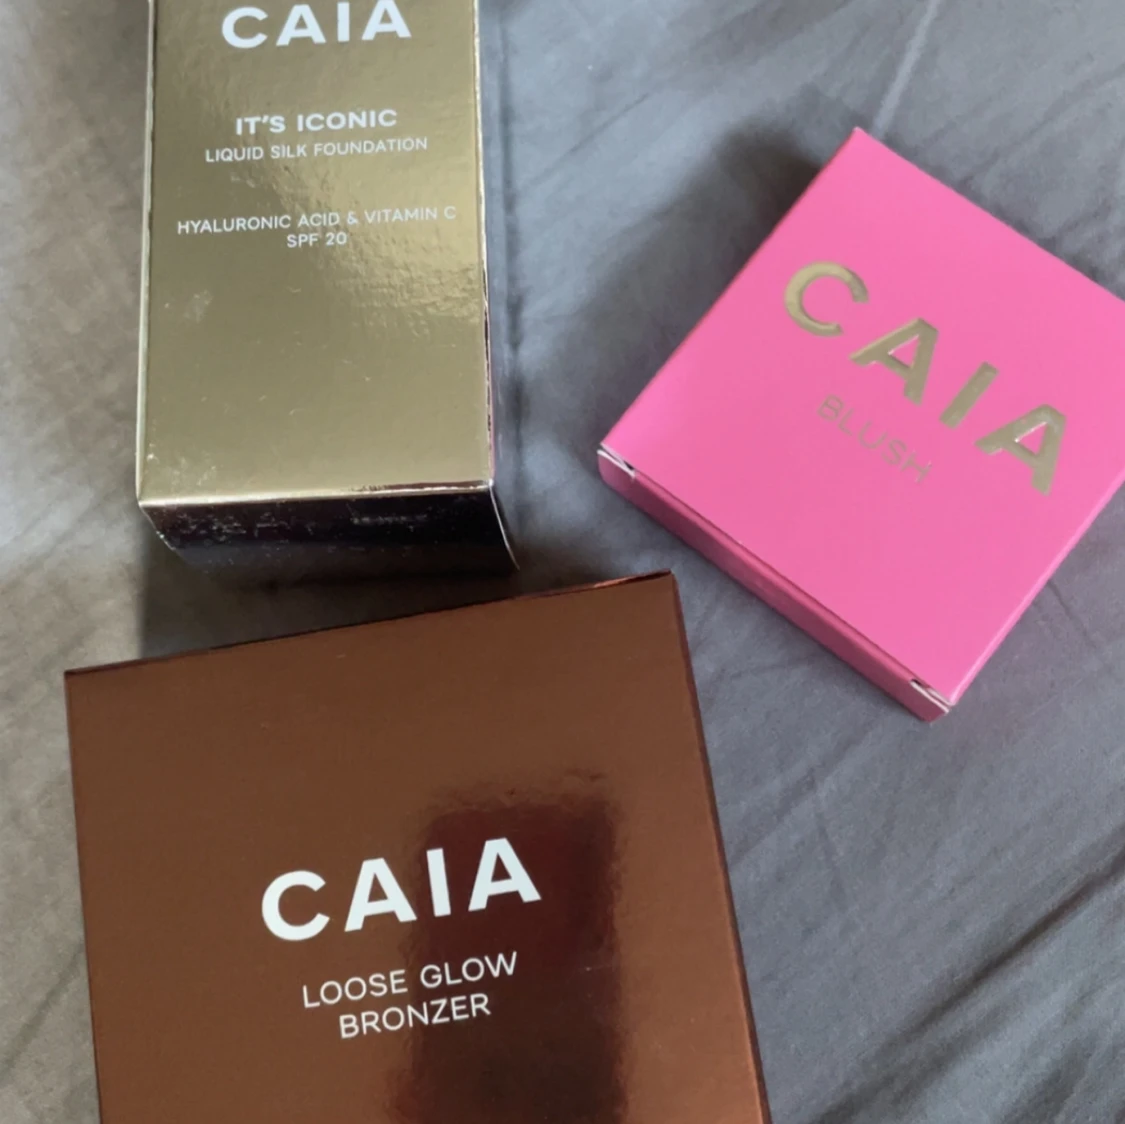 CAIA
IT'S ICONIC
LIQUID SILK FOUNDATION
HYALURONIC ACID & VITAMIN C
SPF 20
CAIA
BLUSH
CAIA
LOOSE GLOW
BRONZER